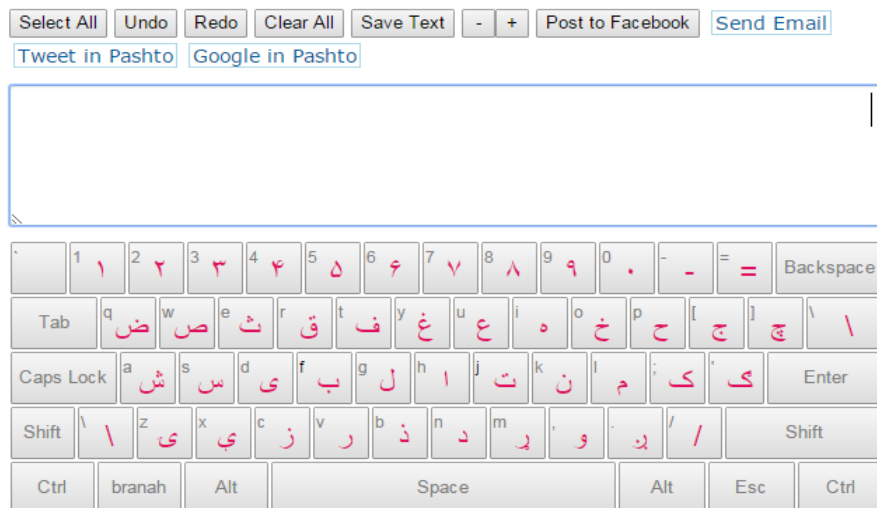 Select All Undo Redo Clear All Save Text - + Post to Facebook Send Email
Tweet in Pashto Google in Pashto
` 1 ۱ 2 ۲ 3 ۳ 4 ۴ 5 ۵ 6 ۶ 7 ۷ 8 ۸ 9 ۹ 0 ۰ - - = = Backspace
Tab q ض w ص e ث r ق t ف y غ u ع i ه o خ p ح [ ج ] چ \ \
Caps Lock a ش s س d ی f ب g ل h ا j ت k ن l م ; ک ' ګ Enter
Shift \ \ z ۍ x ې c ز v ر b ذ n د m ړ , و . ږ / / Shift
Ctrl branah Alt Space Alt Esc Ctrl